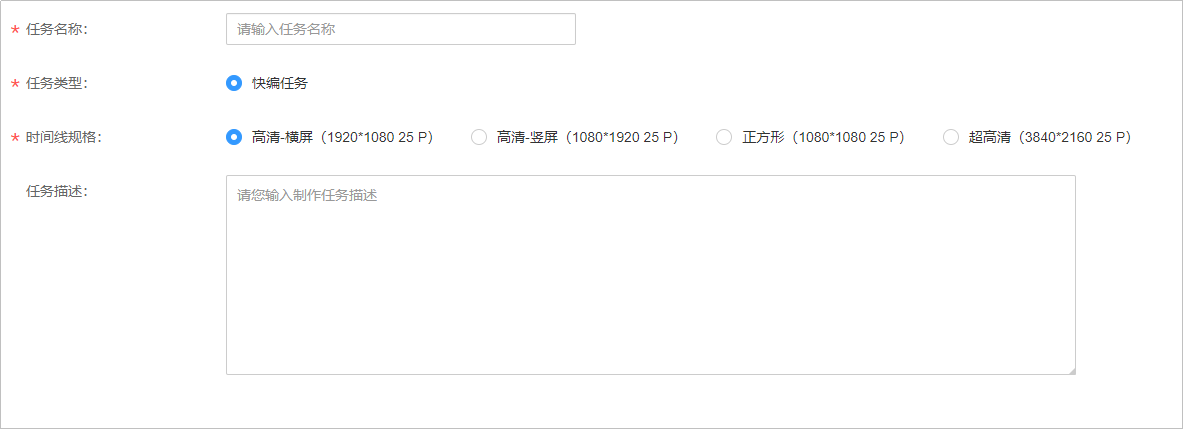 * 任务名称: 请输入任务名称
* 任务类型: 快编任务
* 时间线规格: 高清-横屏（1920*1080 25 P） 高清-竖屏（1080*1920 25 P） 正方形（1080*1080 25 P） 超高清（3840*2160 25 P）
任务描述: 请您输入制作任务描述